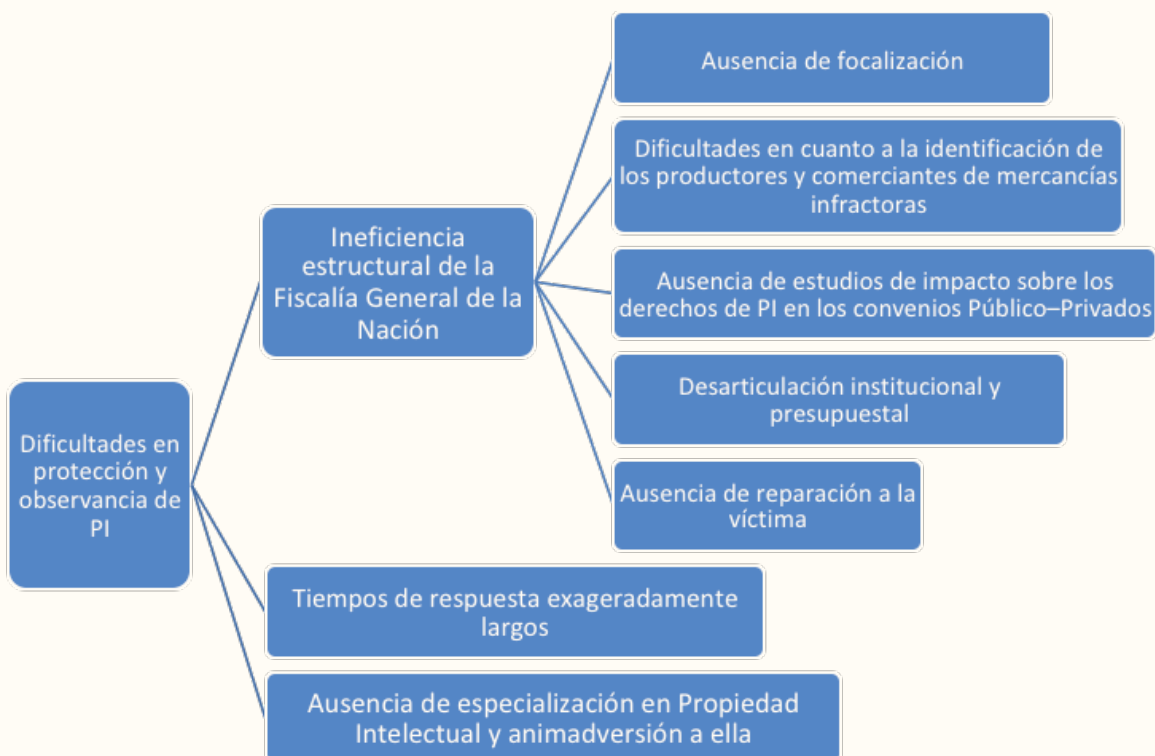 Ausencia de focalización
Dificultades en cuanto a la identificación de
los productores y comerciantes de mercancías
infractoras
Ineficiencia
estructural de la
Fiscalía General de la
Nación
Ausencia de estudios de impacto sobre los
derechos de PI en los convenios Público–Privados
Desarticulación institucional y
presupuestal
Ausencia de reparación a la
víctima
Dificultades en
protección y
observancia de
PI
Tiempos de respuesta exageradamente
largos
Ausencia de especialización en Propiedad
Intelectual y animadversión a ella